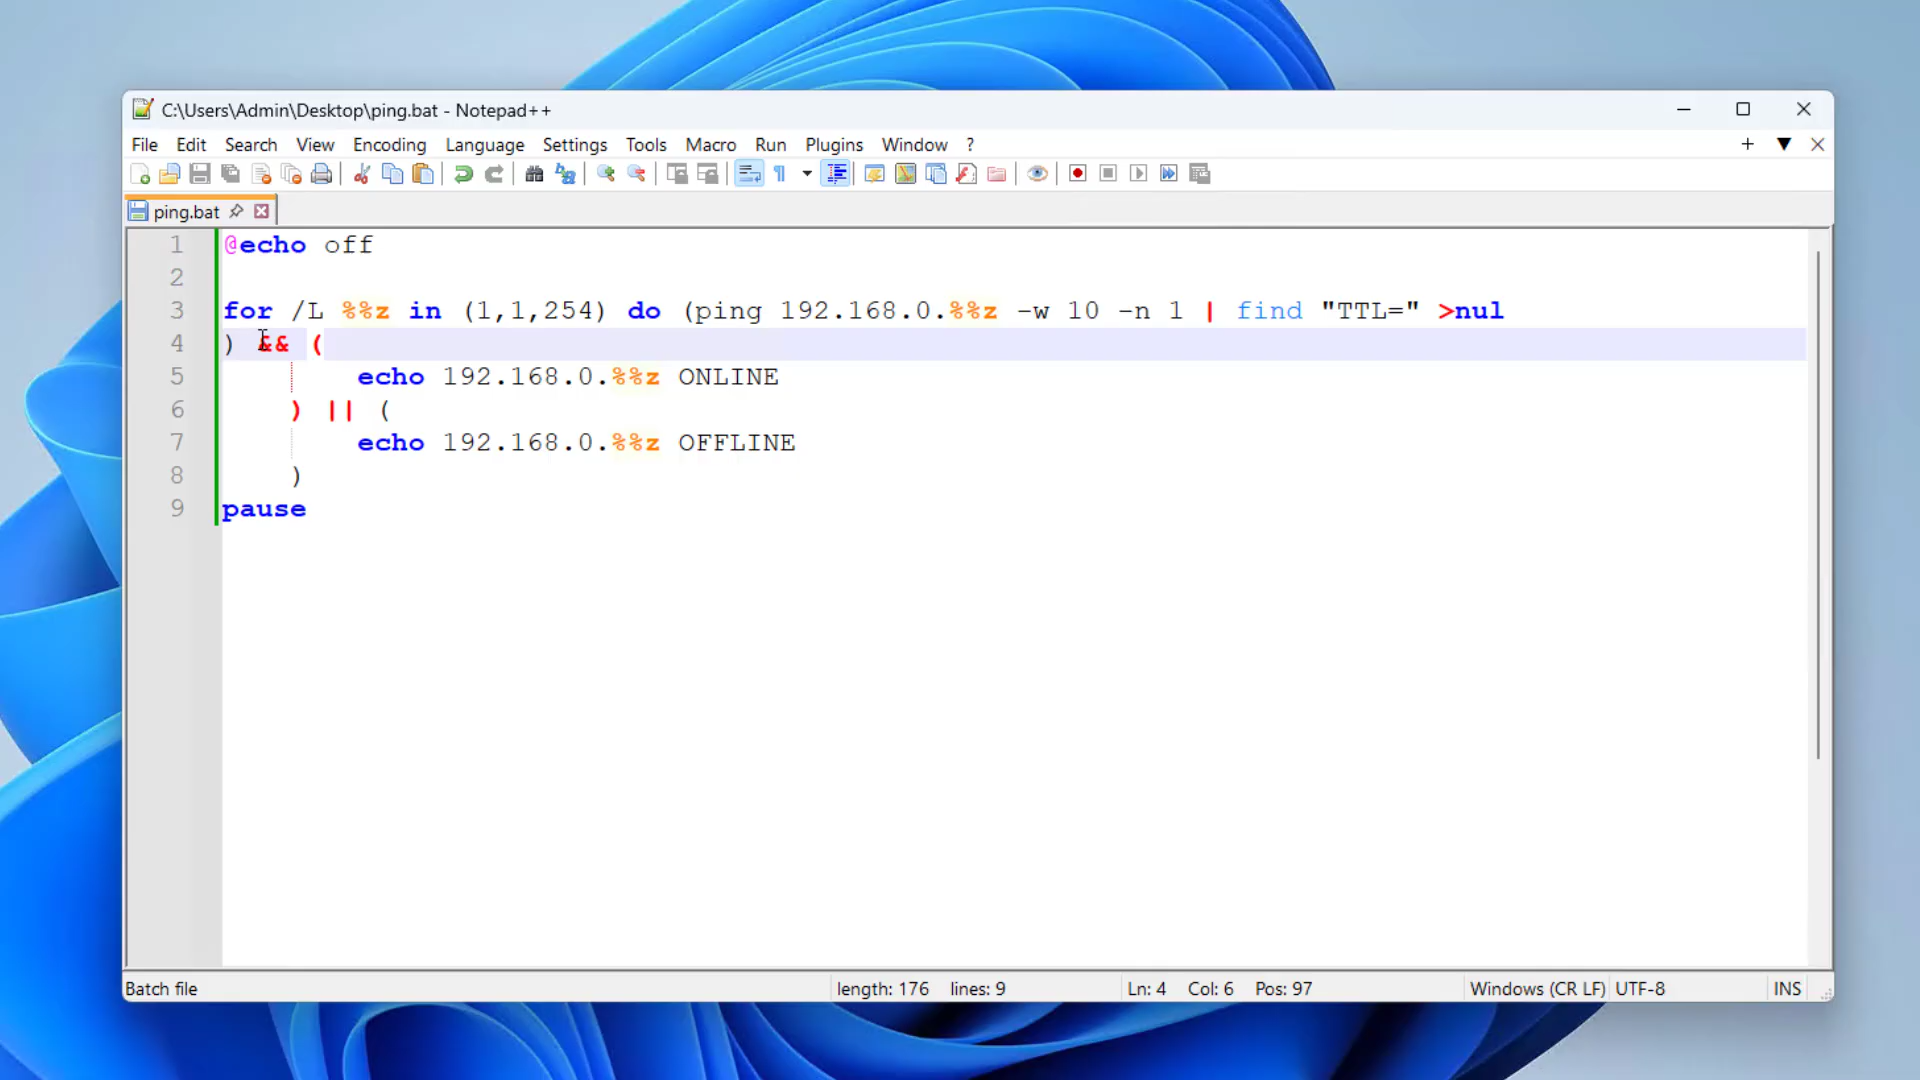 C:\Users\Admin\Desktop\ping.bat - Notepad++
File Edit Search View Encoding Language Settings Tools Macro Run Plugins Window ?
ping.bat
1 @echo off
2
3 for /L %%z in (1,1,254) do (ping 192.168.0.%%z -w 10 -n 1 | find "TTL=" >nul
4 ) && (
5 echo 192.168.0.%%z ONLINE
6 ) || (
7 echo 192.168.0.%%z OFFLINE
8 )
9 pause
Batch file length: 176 lines: 9 Ln: 4 Col: 6 Pos: 97 Windows (CR LF) UTF-8 INS